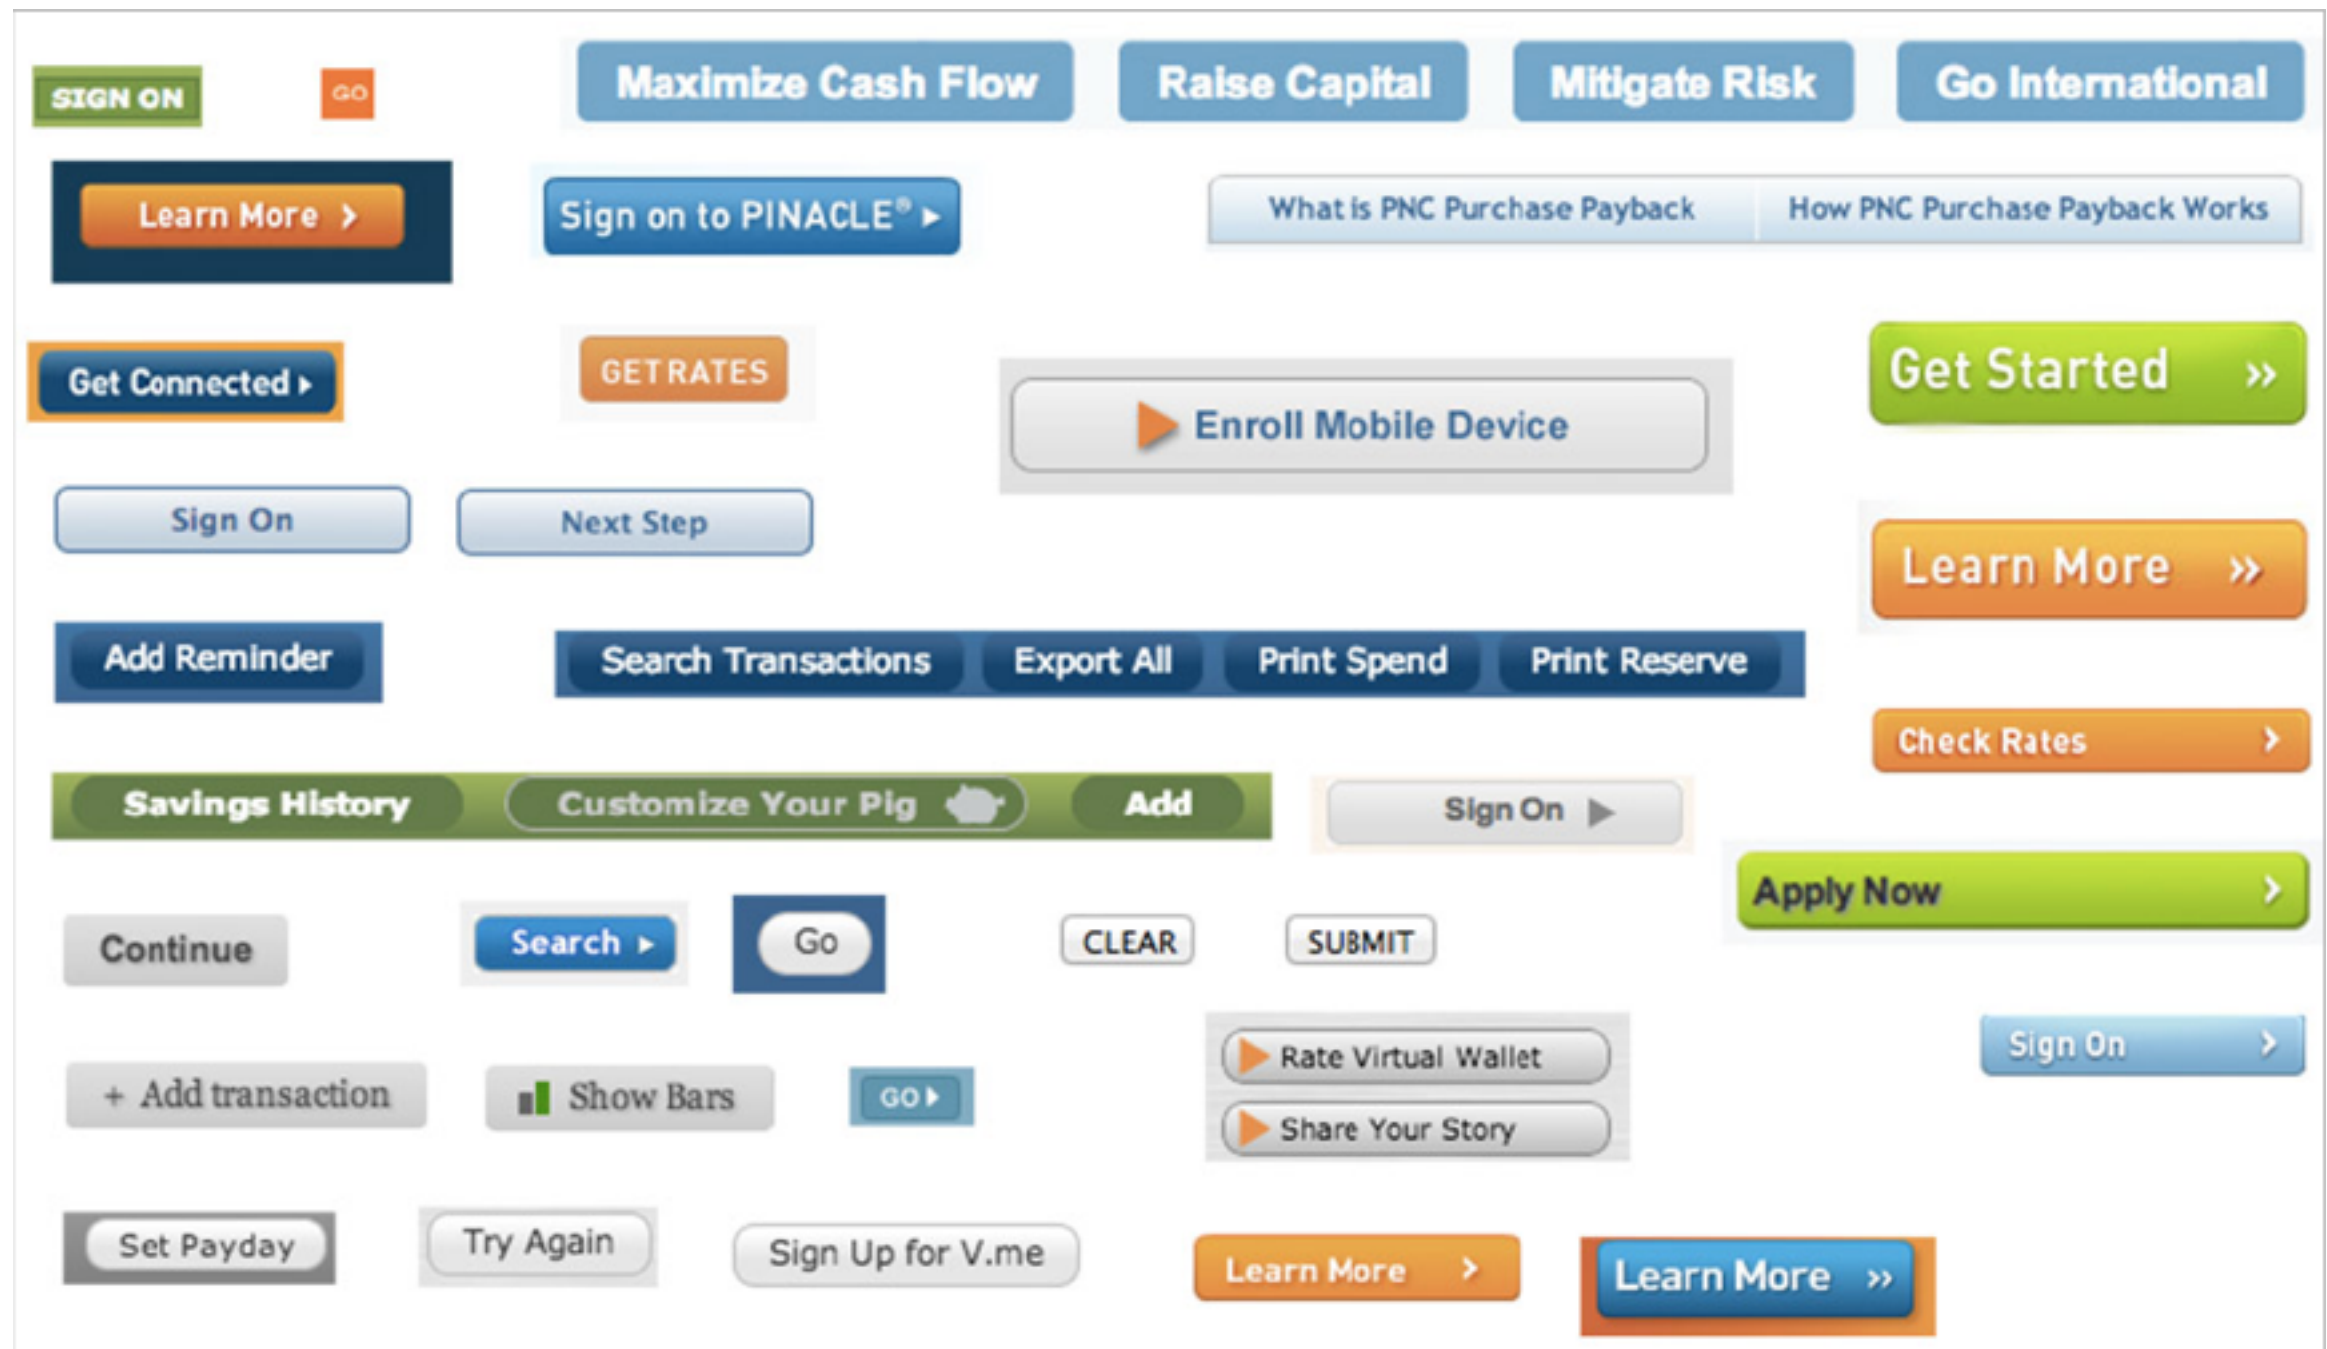 SIGN ON
GO
Maximize Cash Flow
Raise Capital
Mitigate Risk
Go International
Learn More
Sign on to PINACLE®
What is PNC Purchase Payback
How PNC Purchase Payback Works
Get Connected
GET RATES
Enroll Mobile Device
Get Started
Sign On
Next Step
Learn More
Add Reminder
Search Transactions
Export All
Print Spend
Print Reserve
Check Rates
Savings History
Customize Your Pig
Add
Sign On
Apply Now
Continue
Search
Go
CLEAR
SUBMIT
Rate Virtual Wallet
Sign On
+ Add transaction
Show Bars
GO
Share Your Story
Set Payday
Try Again
Sign Up for V.me
Learn More
Learn More